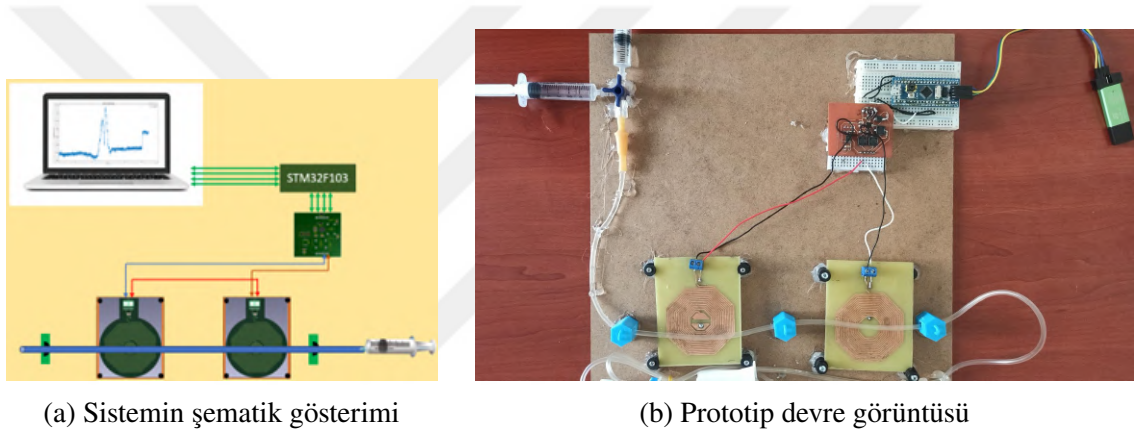 STM32F103
(a) Sistemin şematik gösterimi
(b) Prototip devre görüntüsü